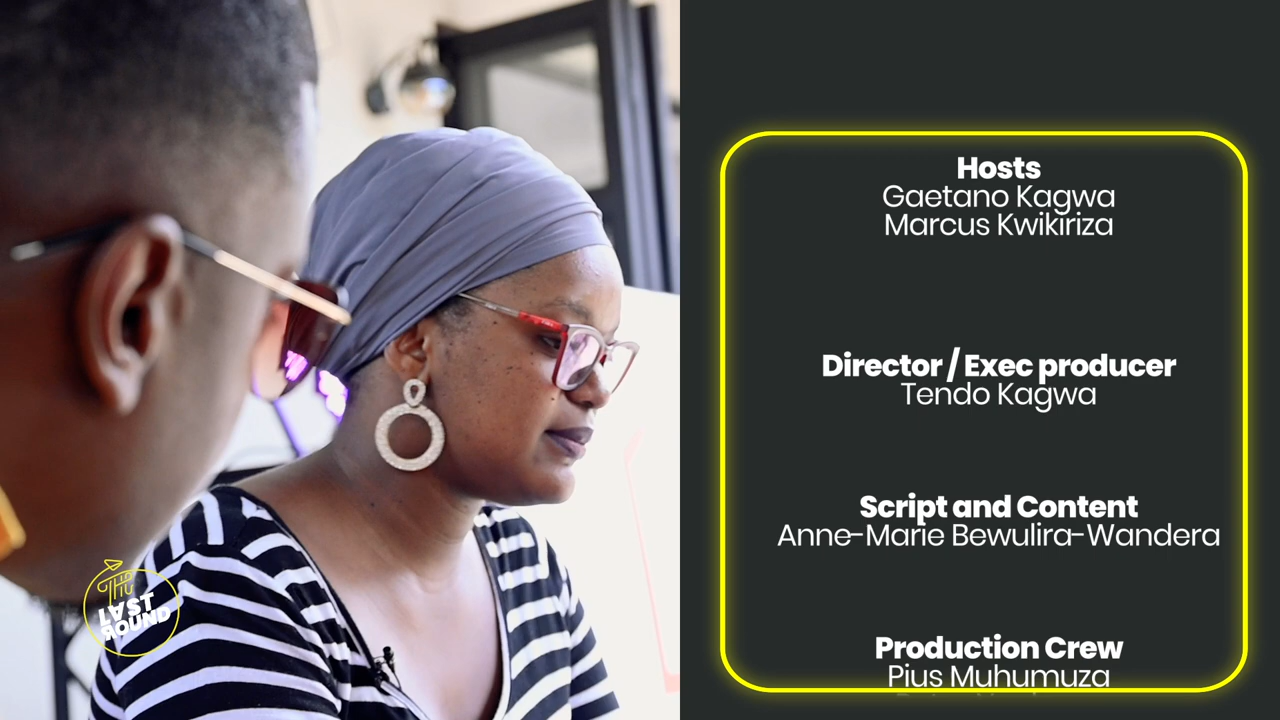 THE
LAST
ROUND
Hosts
Gaetano Kagwa
Marcus Kwikiriza
Director / Exec producer
Tendo Kagwa
Script and Content
Anne-Marie Bewulira-Wandera
Production Crew
Pius Muhumuza